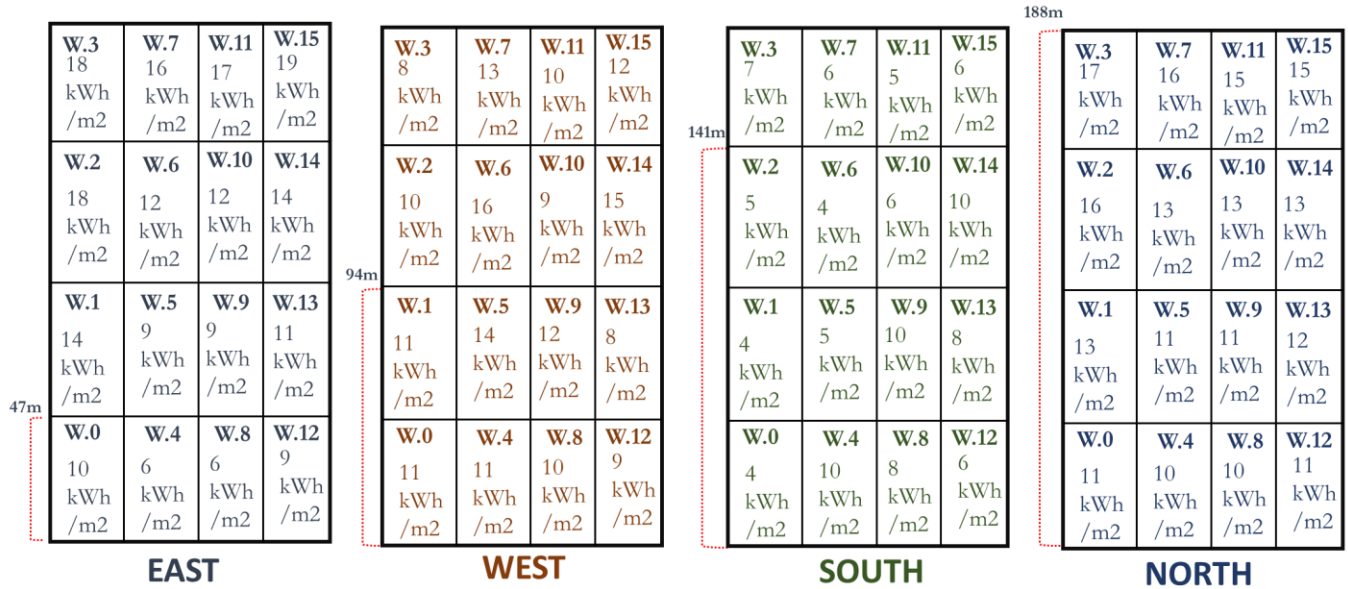 188m
W.3
18
kWh
/m2
W.7
16
kWh
/m2
W.11
17
kWh
/m2
W.15
19
kWh
/m2
W.2
18
kWh
/m2
W.6
12
kWh
/m2
W.10
12
kWh
/m2
W.14
14
kWh
/m2
W.1
14
kWh
/m2
W.5
9
kWh
/m2
W.9
9
kWh
/m2
W.13
11
kWh
/m2
47m
W.0
10
kWh
/m2
W.4
6
kWh
/m2
W.8
6
kWh
/m2
W.12
9
kWh
/m2
EAST
W.3
8
kWh
/m2
W.7
13
kWh
/m2
W.11
10
kWh
/m2
W.15
12
kWh
/m2
W.2
10
kWh
/m2
W.6
16
kWh
/m2
W.10
9
kWh
/m2
W.14
15
kWh
/m2
94m
W.1
11
kWh
/m2
W.5
14
kWh
/m2
W.9
12
kWh
/m2
W.13
8
kWh
/m2
W.0
11
kWh
/m2
W.4
11
kWh
/m2
W.8
10
kWh
/m2
W.12
9
kWh
/m2
WEST
W.3
7
kWh
/m2
W.7
6
kWh
/m2
W.11
5
kWh
/m2
W.15
6
kWh
/m2
141m
W.2
5
kWh
/m2
W.6
4
kWh
/m2
W.10
6
kWh
/m2
W.14
10
kWh
/m2
W.1
4
kWh
/m2
W.5
5
kWh
/m2
W.9
10
kWh
/m2
W.13
8
kWh
/m2
W.0
4
kWh
/m2
W.4
10
kWh
/m2
W.8
8
kWh
/m2
W.12
6
kWh
/m2
SOUTH
W.3
17
kWh
/m2
W.7
16
kWh
/m2
W.11
15
kWh
/m2
W.15
15
kWh
/m2
W.2
16
kWh
/m2
W.6
13
kWh
/m2
W.10
13
kWh
/m2
W.14
13
kWh
/m2
W.1
13
kWh
/m2
W.5
11
kWh
/m2
W.9
11
kWh
/m2
W.13
12
kWh
/m2
W.0
11
kWh
/m2
W.4
10
kWh
/m2
W.8
10
kWh
/m2
W.12
11
kWh
/m2
NORTH